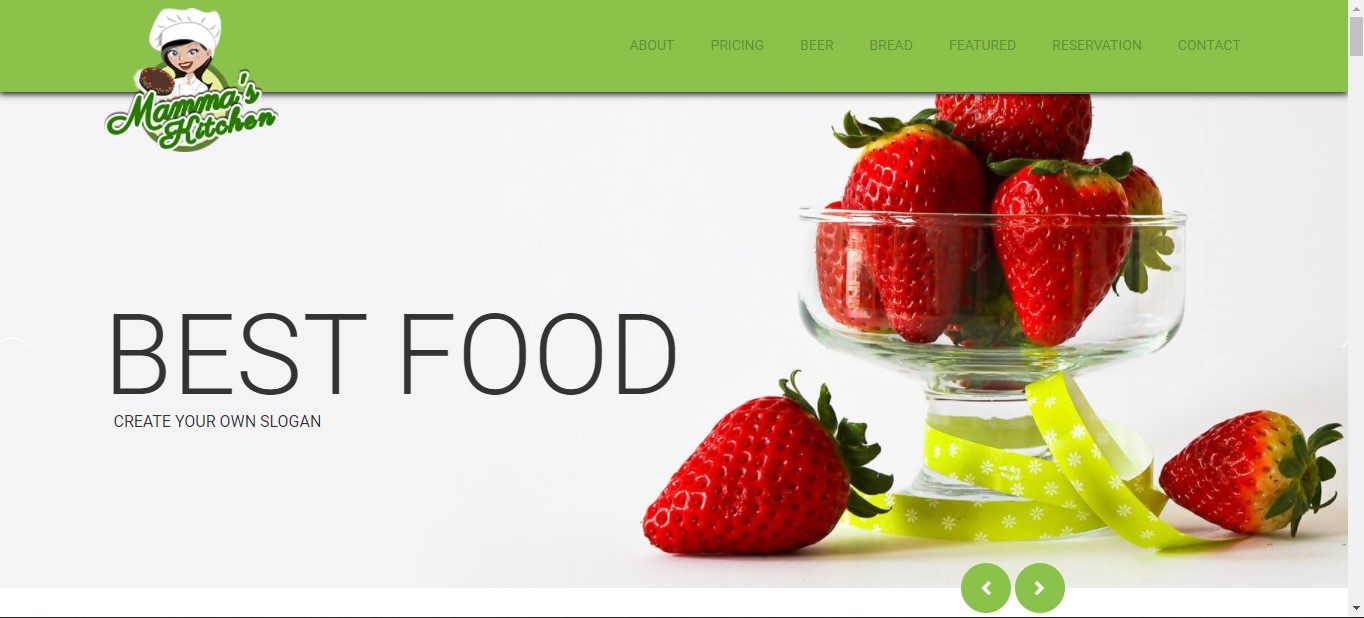 Mamma's
Kitchen
ABOUT PRICING BEER BREAD FEATURED RESERVATION CONTACT
BEST FOOD
CREATE YOUR OWN SLOGAN